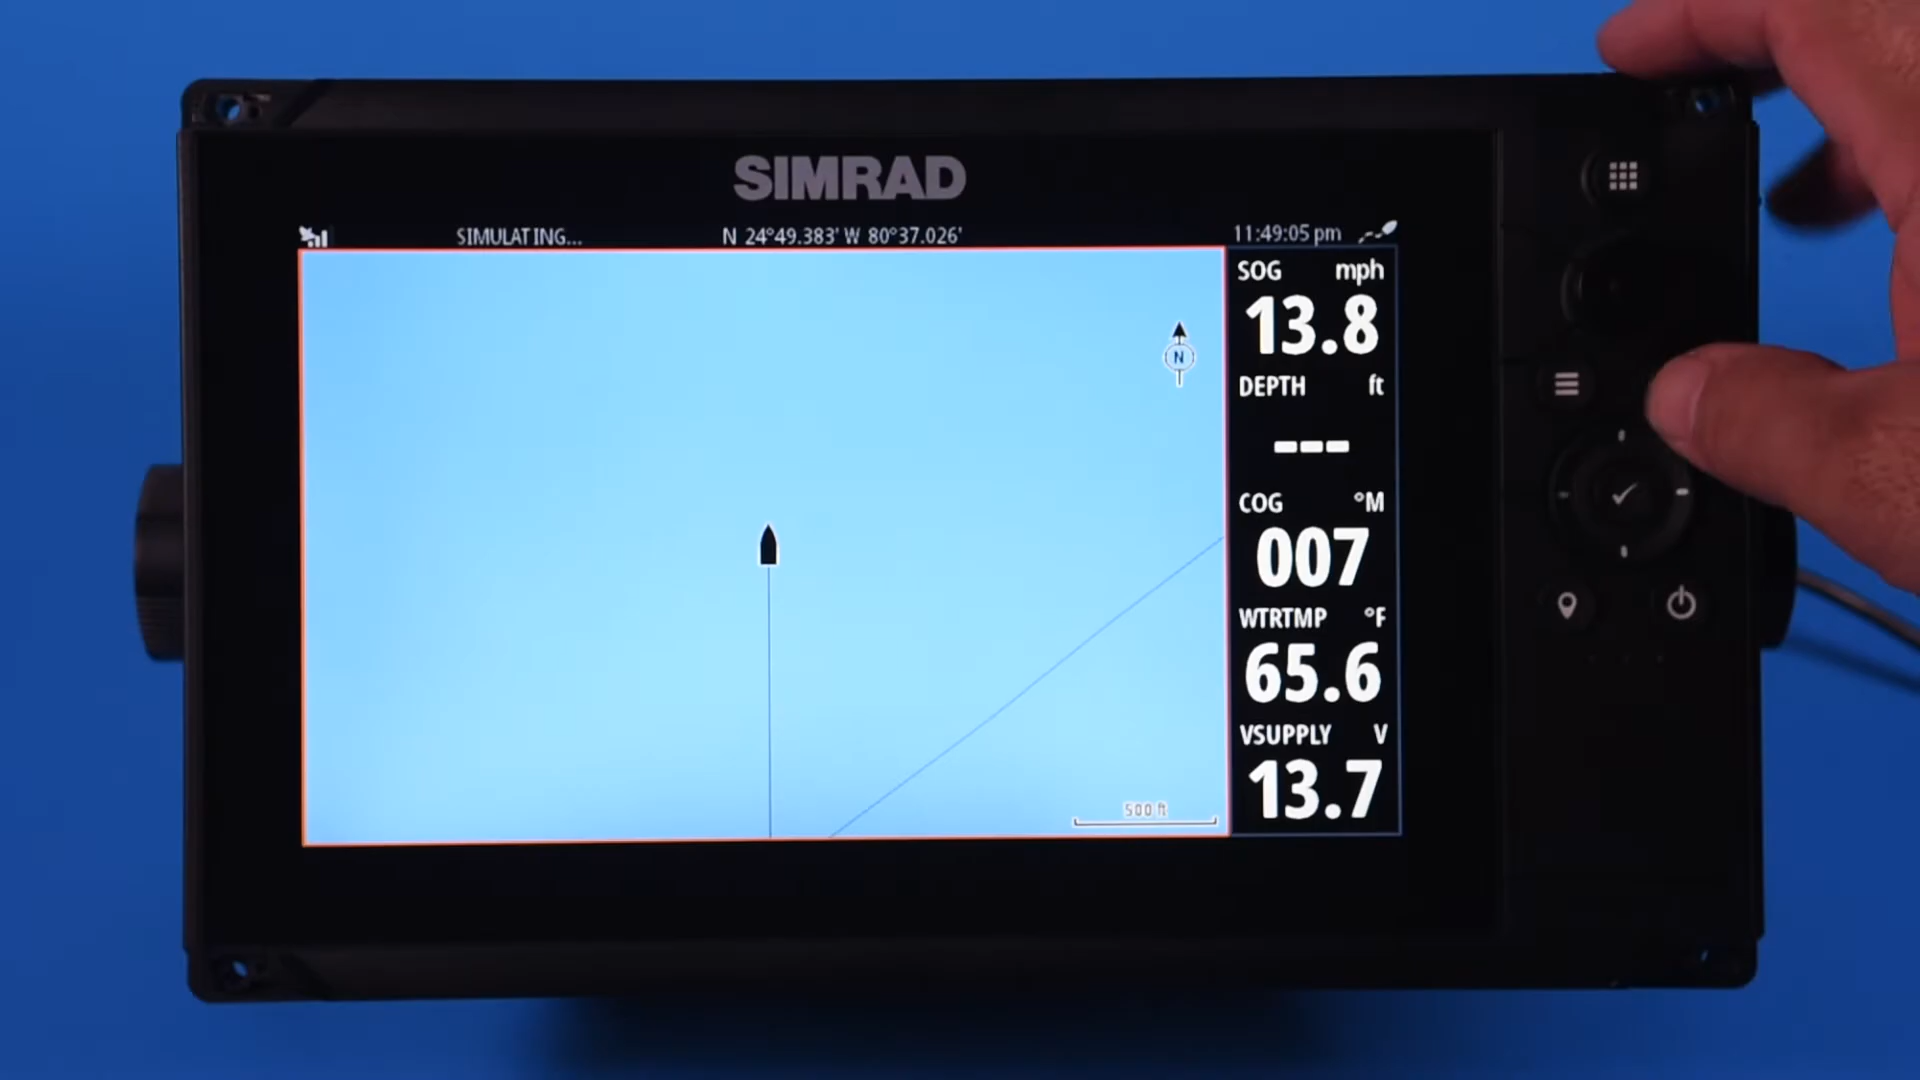 SIMRAD
SIMULATING... N 24°49.383' W 80°37.026' 11:49:05 pm
N
SOG mph
13.8
DEPTH ft
---
COG °M
007
WTRTMP °F
65.6
VSUPPLY V
13.7
500 ft